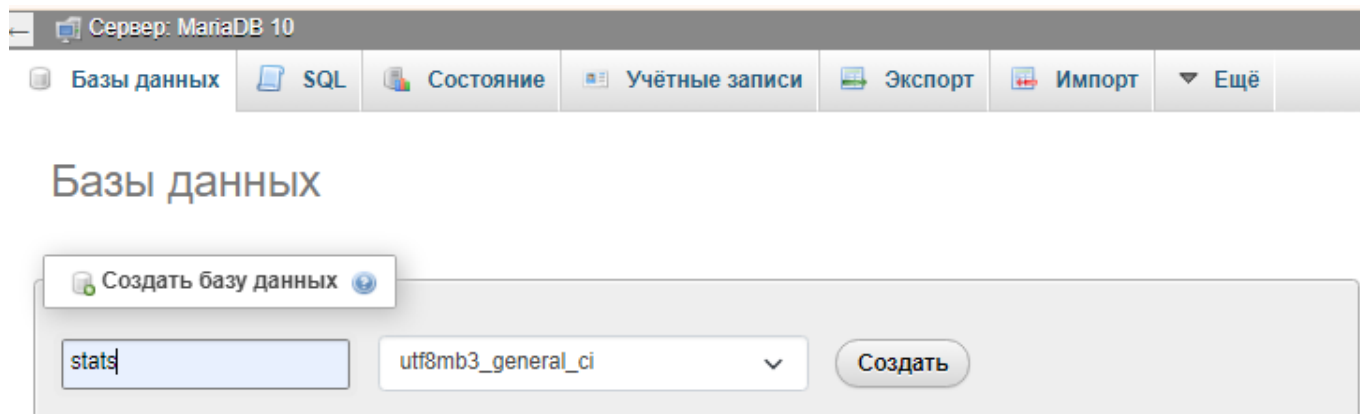 Сервер: MariaDB 10
Базы данных SQL Состояние Учётные записи Экспорт Импорт Ещё
Базы данных
Создать базу данных
stats utf8mb3_general_ci Создать